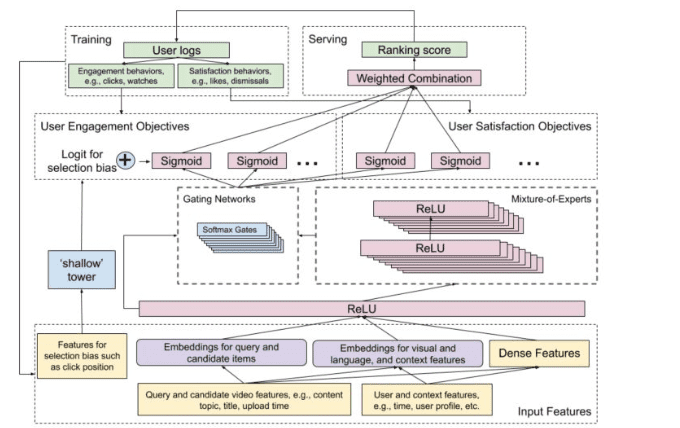 Training
User logs
Engagement behaviors,
e.g., clicks, watches
Satisfaction behaviors,
e.g., likes, dismissals
Serving
Ranking score
Weighted Combination
User Engagement Objectives
Logit for
selection bias
+
Sigmoid
Sigmoid
...
User Satisfaction Objectives
Sigmoid
Sigmoid
...
Gating Networks
Softmax Gates
Mixture-of-Experts
ReLU
ReLU
'shallow'
tower
ReLU
Features for
selection bias such
as click position
Embeddings for query and
candidate items
Embeddings for visual and
language, and context features
Dense Features
Query and candidate video features, e.g., content
topic, title, upload time
User and context features,
e.g., time, user profile, etc.
Input Features